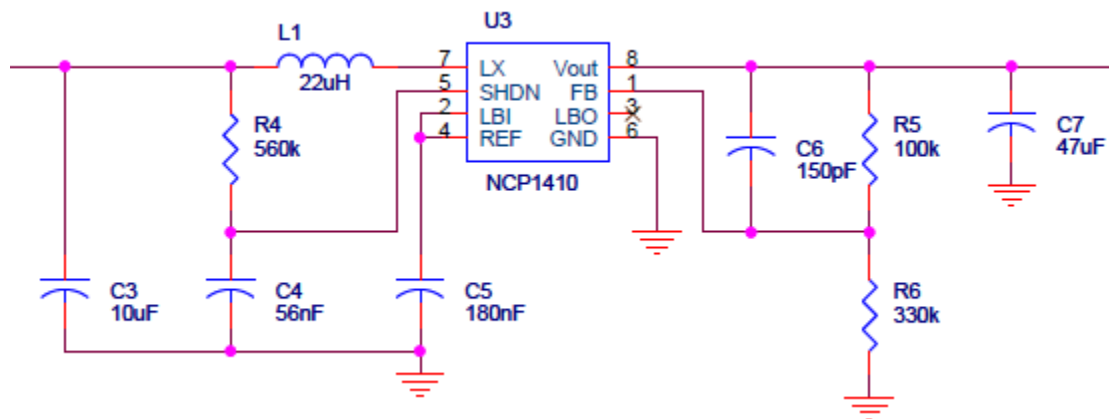 U3
L1
22uH
7 LX Vout 8
5 SHDN FB 1
2 LBI LBO 3
4 REF GND 6
NCP1410
R4
560k
R5
100k
C6
150pF
C7
47uF
C3
10uF
C4
56nF
C5
180nF
R6
330k